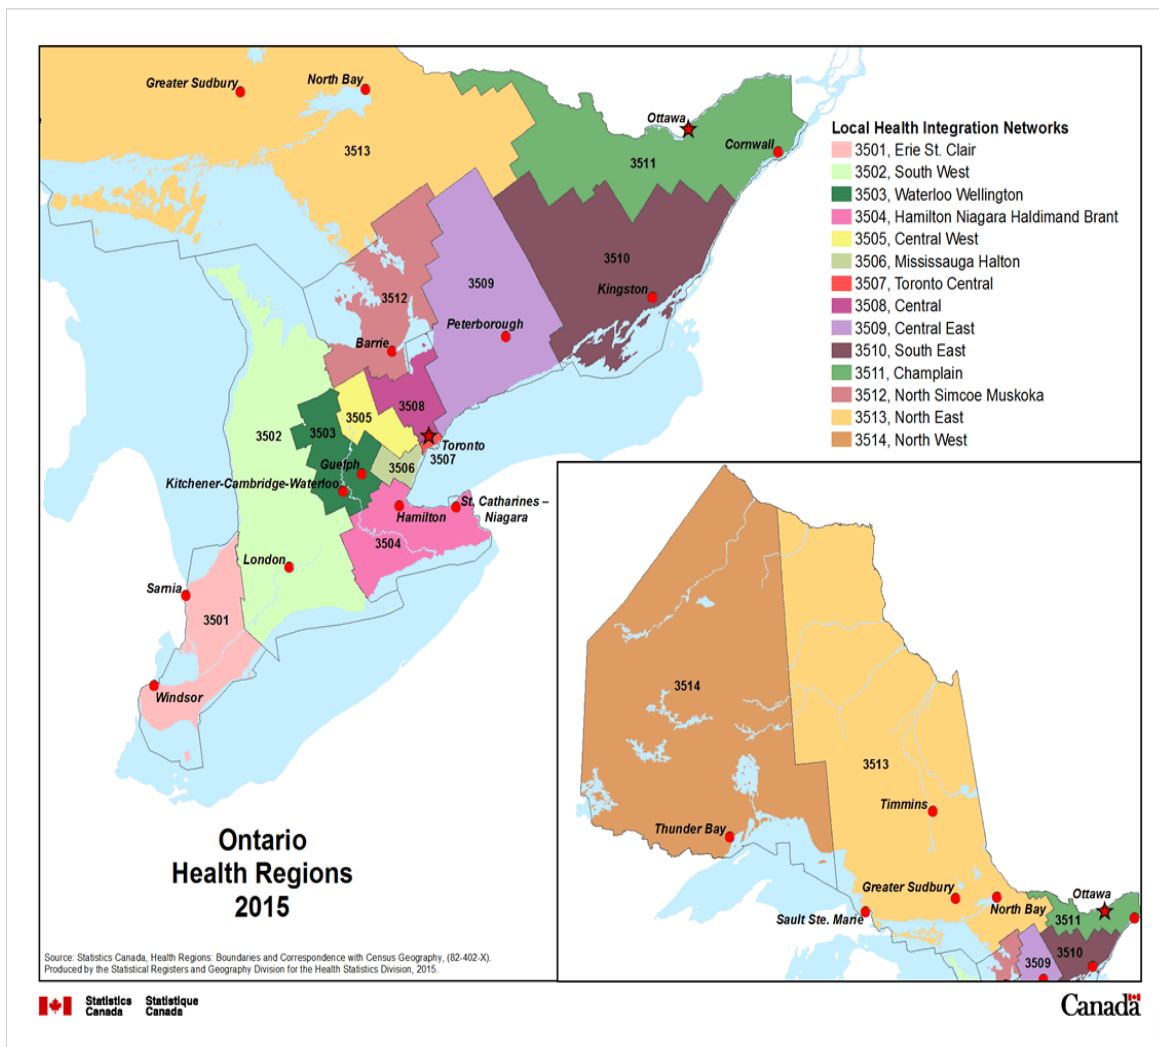 Greater Sudbury
North Bay
3513
Ottawa
Cornwall
3511
3510
Kingston
3509
Peterborough
3512
Barrie
3508
3505
3503
3502
Toronto
3507
3506
Guelph
Kitchener-Cambridge-Waterloo
St. Catharines –
Niagara
Hamilton
3504
London
Sarnia
3501
Windsor
Local Health Integration Networks
3501, Erie St. Clair
3502, South West
3503, Waterloo Wellington
3504, Hamilton Niagara Haldimand Brant
3505, Central West
3506, Mississauga Halton
3507, Toronto Central
3508, Central
3509, Central East
3510, South East
3511, Champlain
3512, North Simcoe Muskoka
3513, North East
3514, North West
3514
3513
Timmins
Thunder Bay
Greater Sudbury
North Bay
Sault Ste. Marie
Ottawa
3511
3510
3509
Ontario
Health Regions
2015
Source: Statistics Canada, Health Regions: Boundaries and Correspondence with Census Geography, (82-402-X).
Produced by the Statistical Registers and Geography Division for the Health Statistics Division, 2015.
Statistics Statistique
Canada Canada
Canada